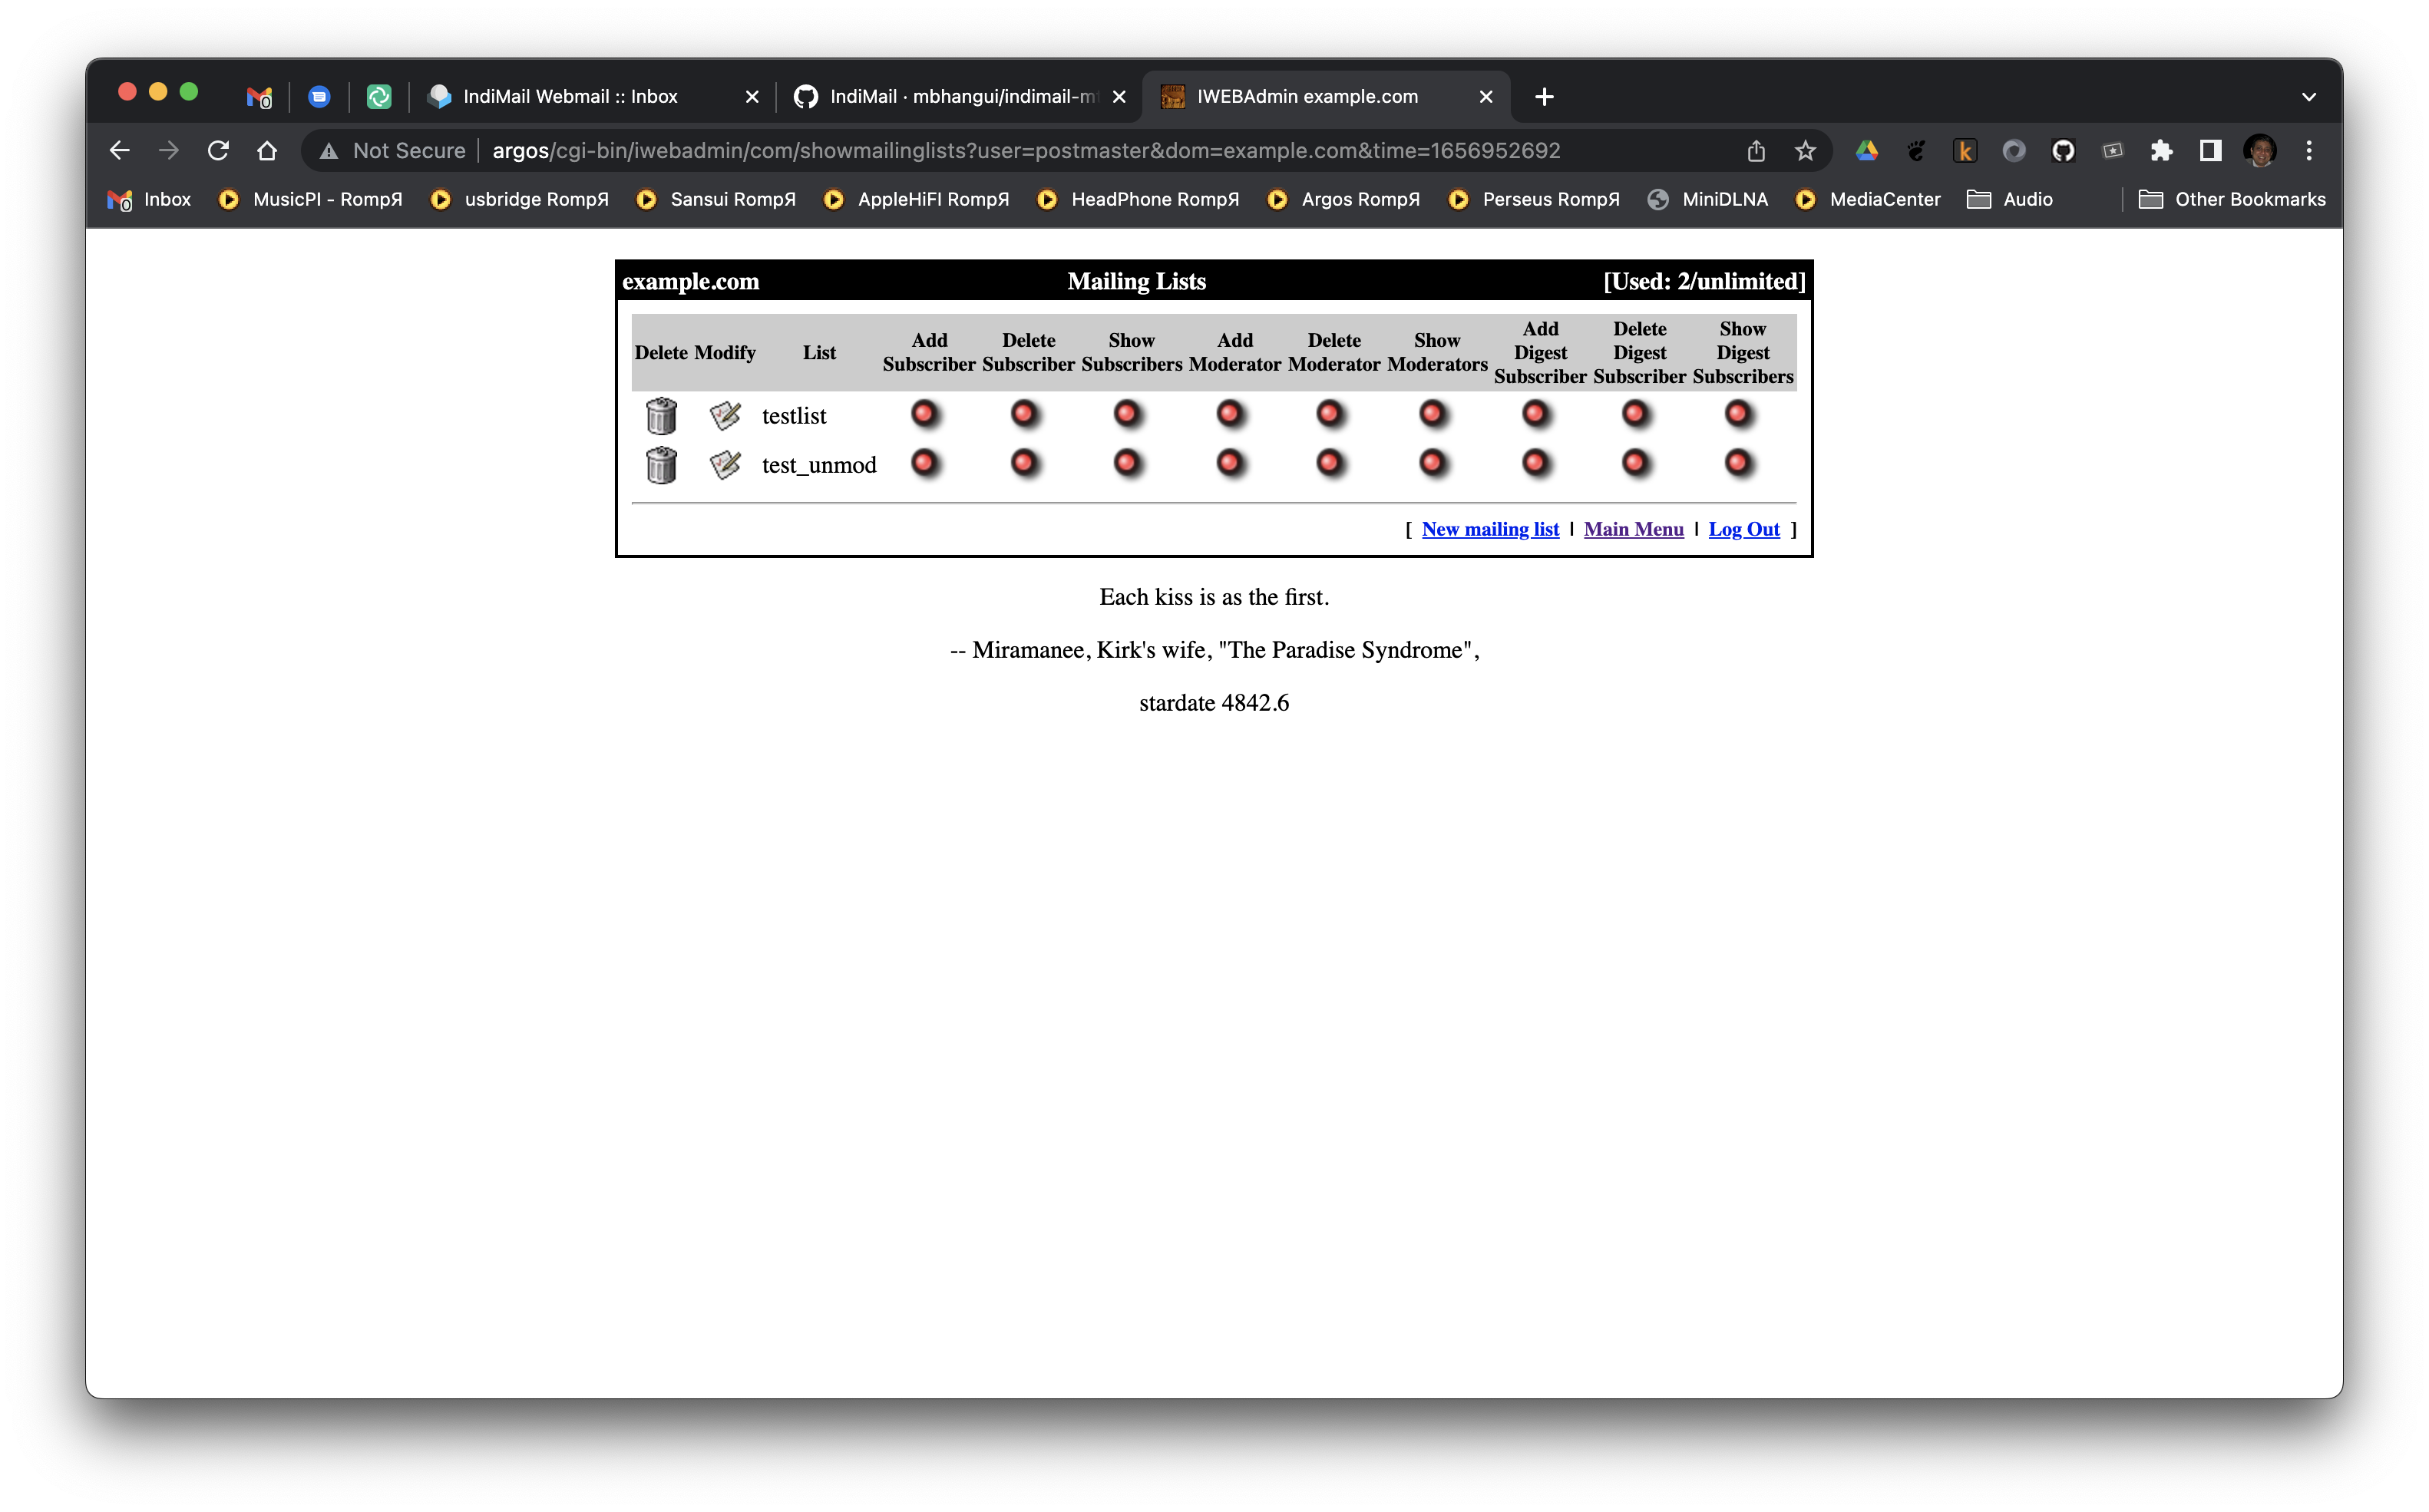 IndiMail Webmail :: Inbox
IndiMail · mbhangui/indimail-mt
IWEBAdmin example.com
Not Secure
argos/cgi-bin/iwebadmin/com/showmailinglists?user=postmaster&dom=example.com&time=1656952692
Inbox
MusicPI - RompЯ
usbridge RompЯ
Sansui RompЯ
AppleHiFI RompЯ
HeadPhone RompЯ
Argos RompЯ
Perseus RompЯ
MiniDLNA
MediaCenter
Audio
Other Bookmarks
example.com Mailing Lists [Used: 2/unlimited]
Delete Modify List Add Subscriber Delete Subscriber Show Subscribers Add Moderator Delete Moderator Show Moderators Add Digest Subscriber Delete Digest Subscriber Show Digest Subscribers
testlist
test_unmod
[ New mailing list | Main Menu | Log Out ]
Each kiss is as the first.
-- Miramanee, Kirk's wife, "The Paradise Syndrome",
stardate 4842.6